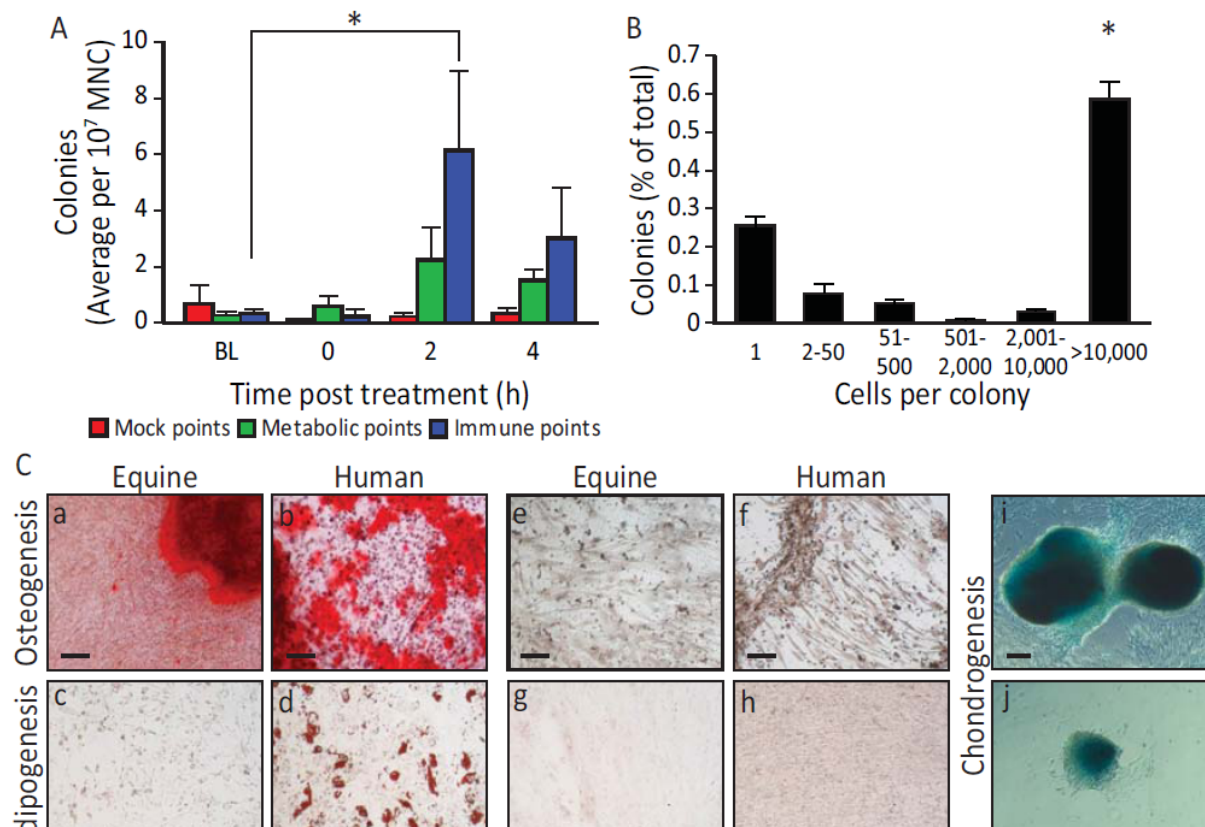 A
*
Colonies
(Average per 10⁷ MNC)
10
8
6
4
2
0
BL
0
2
4
Time post treatment (h)
Mock points
Metabolic points
Immune points
B
*
Colonies (% of total)
0.7
0.6
0.5
0.4
0.3
0.2
0.1
0
1
2-50
51-
500
501-
2,000
2,001-
10,000
>10,000
Cells per colony
C
Equine
Human
Equine
Human
Osteogenesis
a
b
e
f
dipogenesis
c
d
g
h
Chondrogenesis
i
j